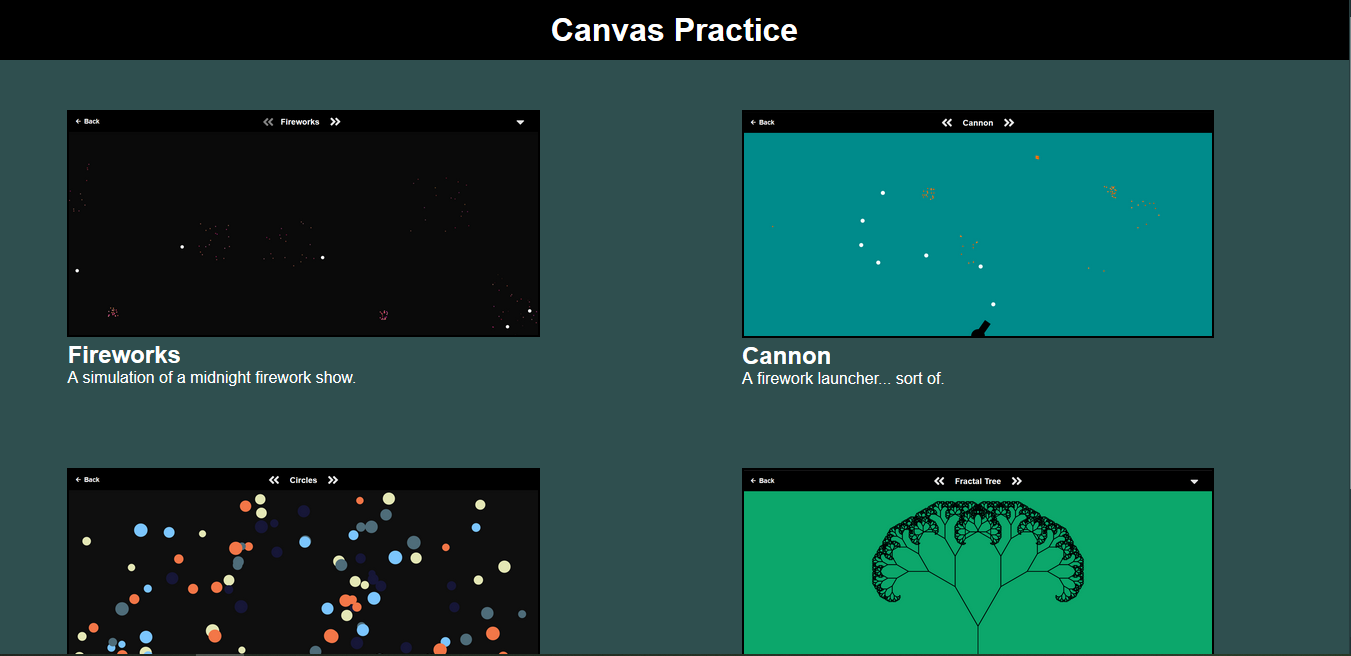 Canvas Practice
← Back
Fireworks
← Back
Cannon
Fireworks
A simulation of a midnight firework show.
Cannon
A firework launcher... sort of.
← Back
Circles
← Back
Fractal Tree